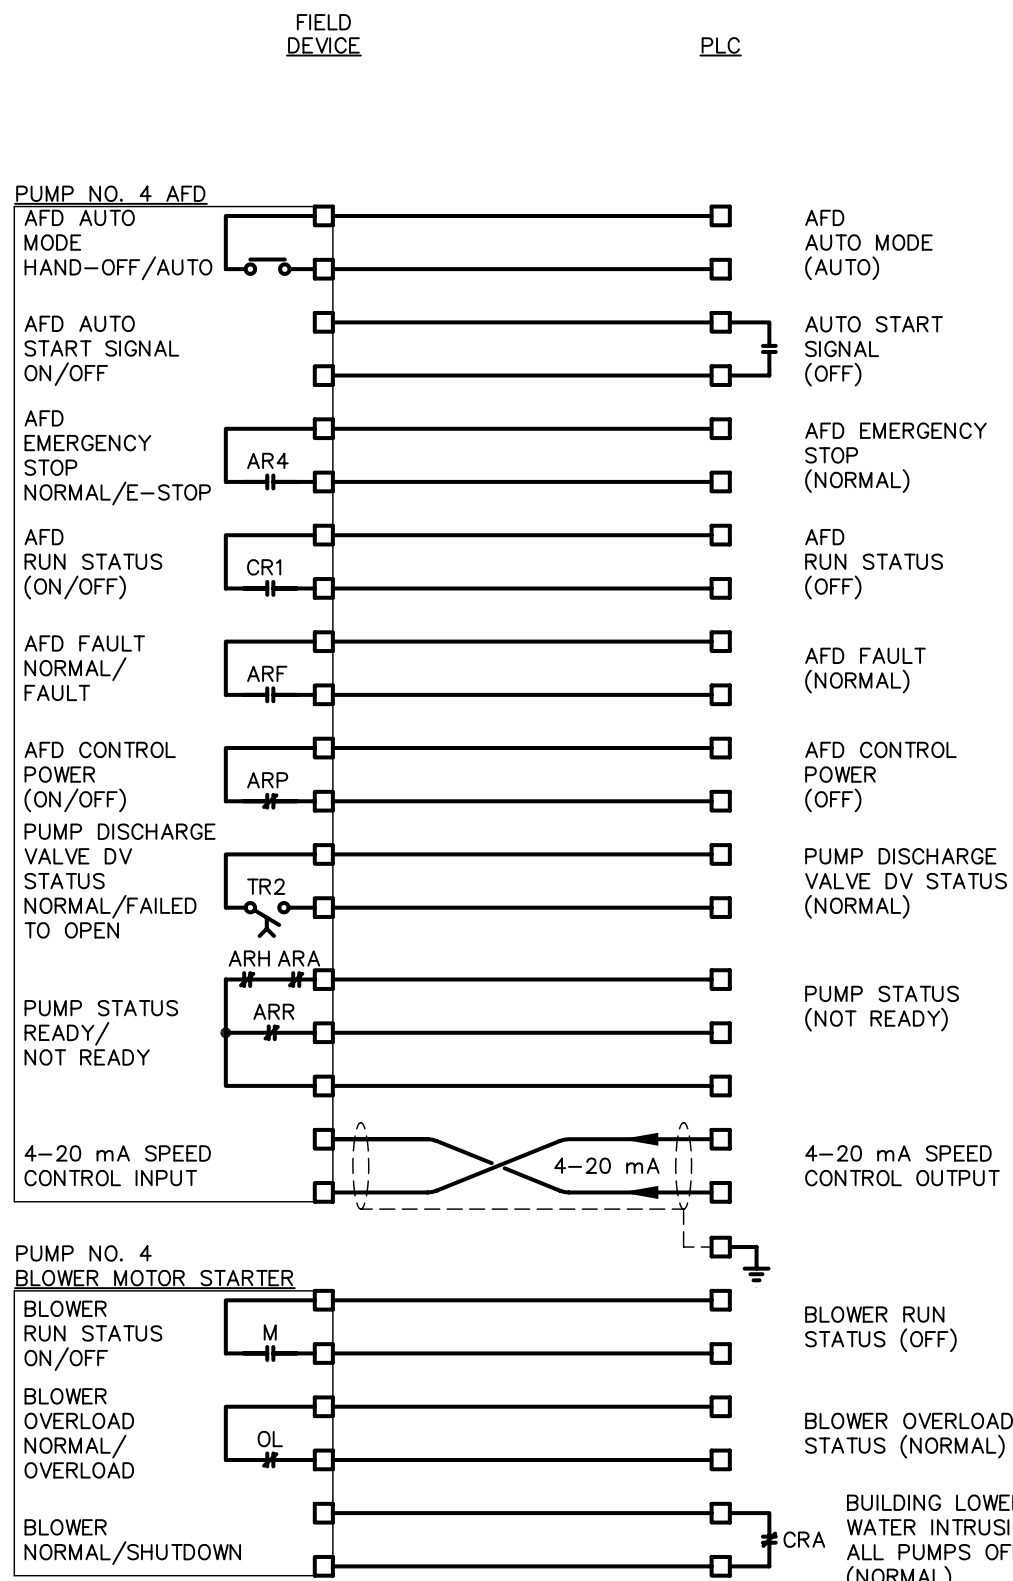 FIELD
DEVICE
PLC
PUMP NO. 4 AFD
AFD AUTO
MODE
HAND-OFF/AUTO
AFD
AUTO MODE
(AUTO)
AFD AUTO
START SIGNAL
ON/OFF
AUTO START
SIGNAL
(OFF)
AFD
EMERGENCY
STOP
NORMAL/E-STOP
AR4
AFD EMERGENCY
STOP
(NORMAL)
AFD
RUN STATUS
(ON/OFF)
CR1
AFD
RUN STATUS
(OFF)
AFD FAULT
NORMAL/
FAULT
ARF
AFD FAULT
(NORMAL)
AFD CONTROL
POWER
(ON/OFF)
ARP
AFD CONTROL
POWER
(OFF)
PUMP DISCHARGE
VALVE DV
STATUS
NORMAL/FAILED
TO OPEN
TR2
PUMP DISCHARGE
VALVE DV STATUS
(NORMAL)
ARH ARA
PUMP STATUS
READY/
NOT READY
ARR
PUMP STATUS
(NOT READY)
4-20 mA SPEED
CONTROL INPUT
4-20 mA
4-20 mA SPEED
CONTROL OUTPUT
PUMP NO. 4
BLOWER MOTOR STARTER
BLOWER
RUN STATUS
ON/OFF
M
BLOWER RUN
STATUS (OFF)
BLOWER
OVERLOAD
NORMAL/
OVERLOAD
OL
BLOWER OVERLOAD
STATUS (NORMAL)
BLOWER
NORMAL/SHUTDOWN
CRA
BUILDING
WATER
ALL PUMPS
(NORMAL)